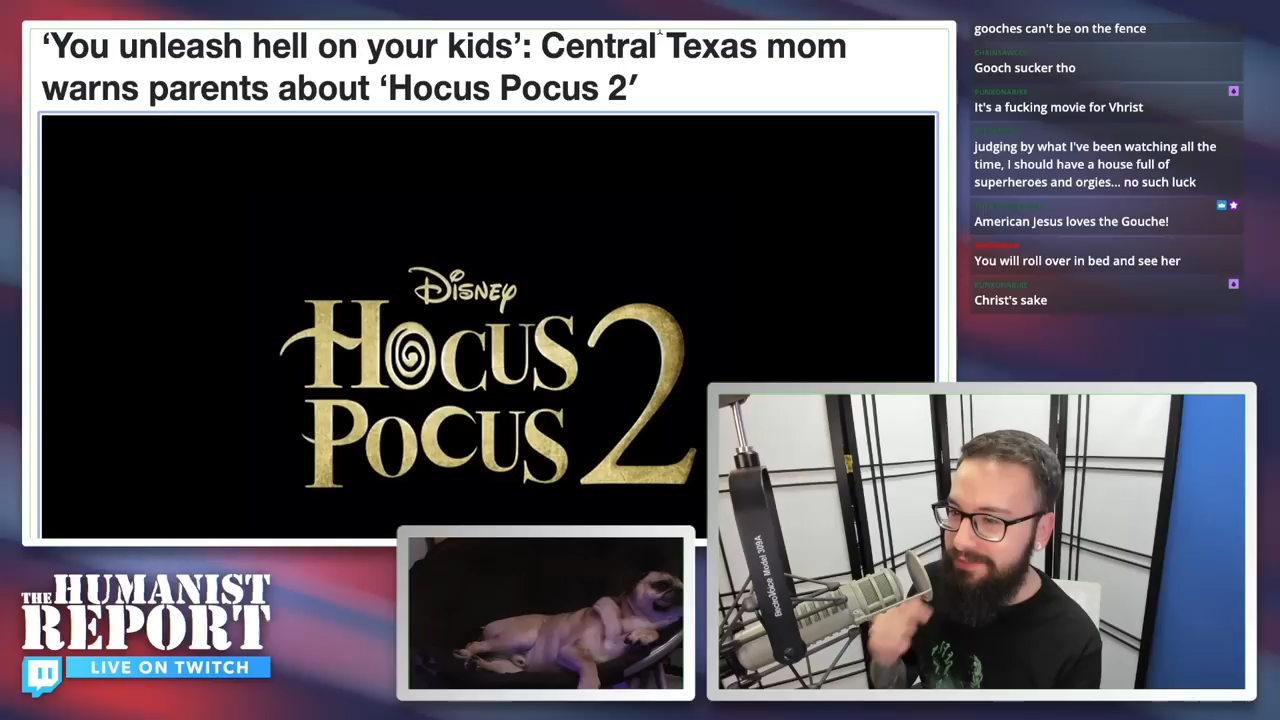 ‘You unleash hell on your kids’: Central Texas mom
warns parents about ‘Hocus Pocus 2’
Disney
Hocus
Pocus 2
gooches can't be on the fence
Gooch sucker tho
It's a fucking movie for Vhrist
judging by what I've been watching all the
time, I should have a house full of
superheroes and orgies... no such luck
American Jesus loves the Gouche!
You will roll over in bed and see her
Christ's sake
THE HUMANIST
REPORT
LIVE ON TWITCH
ElectroVoice Model 309A